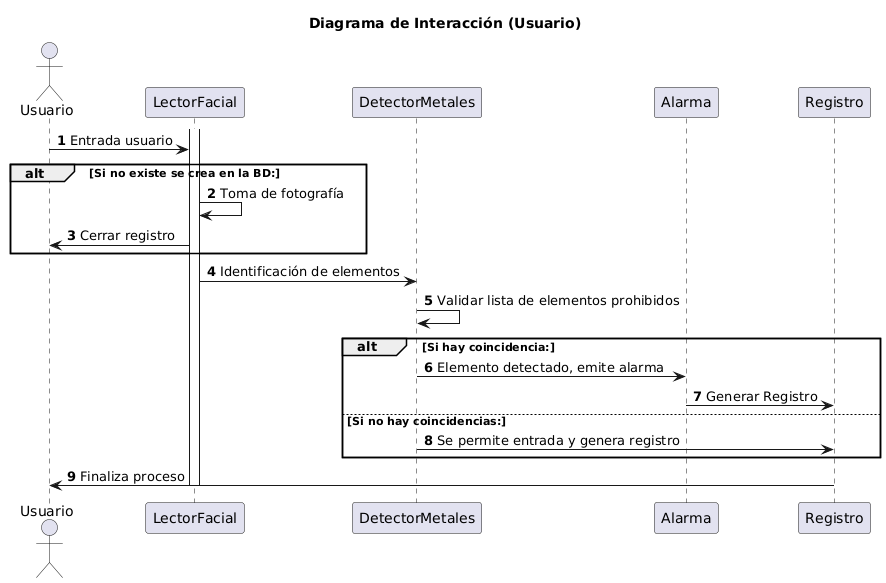 Diagrama de Interacción (Usuario)
Usuario
LectorFacial
DetectorMetales
Alarma
Registro
1 Entrada usuario
alt [Si no existe se crea en la BD:]
2 Toma de fotografía
3 Cerrar registro
4 Identificación de elementos
5 Validar lista de elementos prohibidos
alt [Si hay coincidencia:]
6 Elemento detectado, emite alarma
7 Generar Registro
[Si no hay coincidencias:]
8 Se permite entrada y genera registro
9 Finaliza proceso
Usuario
LectorFacial
DetectorMetales
Alarma
Registro